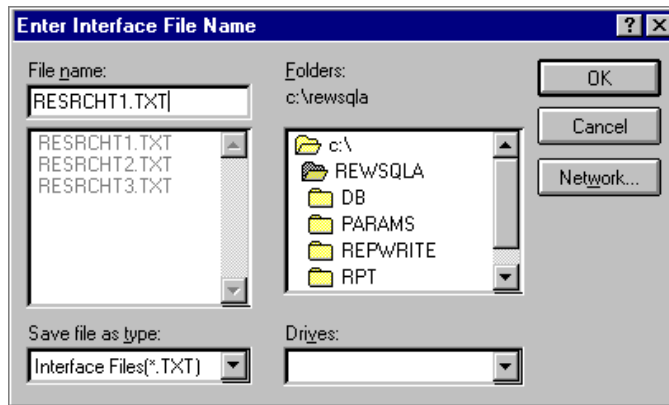 Enter Interface File Name
File name:
RESRCHT1.TXT
RESRCHT1.TXT
RESRCHT2.TXT
RESRCHT3.TXT
Save file as type:
Interface Files(*.TXT)
Folders:
c:\rewsqla
c:\
REWSQLA
DB
PARAMS
REPWRITE
RPT
Drives:
OK
Cancel
Network...